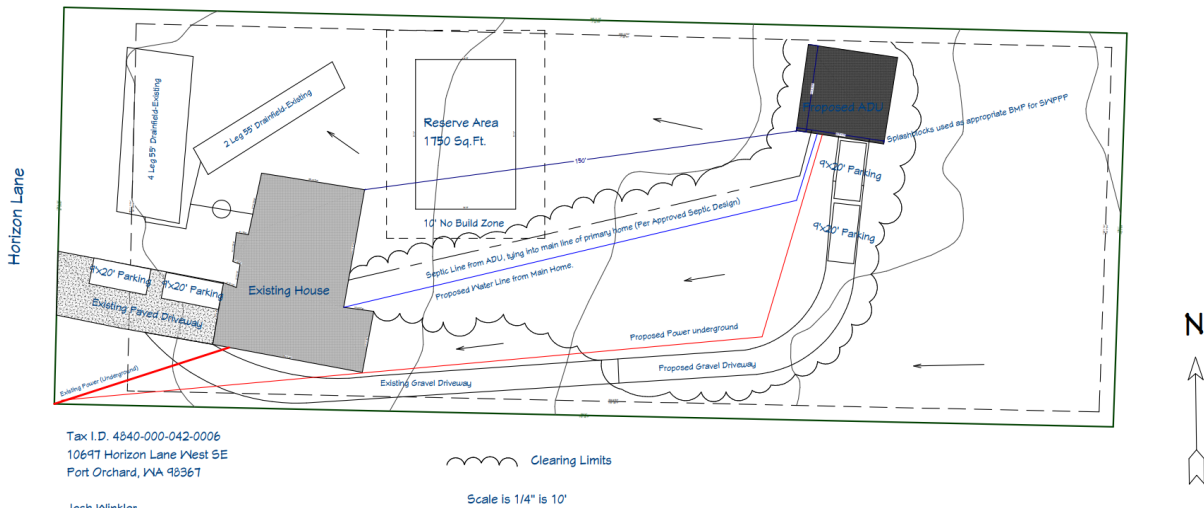 Horizon Lane
4 Leg 55' Drainfield-Existing
2 Leg 55' Drainfield-Existing
Reserve Area
1750 Sq.Ft.
10' No Build Zone
150'
Proposed ADU
Splashblocks used as appropriate BMP for SWPPP
9'x20' Parking
9'x20' Parking
Septic Line from ADU, tying into main line of primary home (Per Approved Septic Design)
Proposed Water Line from Main Home.
9'x20' Parking
9'x20' Parking
Existing House
Existing Paved Driveway
Proposed Power underground
Existing Power (Underground)
Existing Gravel Driveway
Proposed Gravel Driveway
N
Tax I.D. 4840-000-042-0006
10697 Horizon Lane West SE
Port Orchard, WA 98367
Clearing Limits
Scale is 1/4" is 10'
Josh Winkler